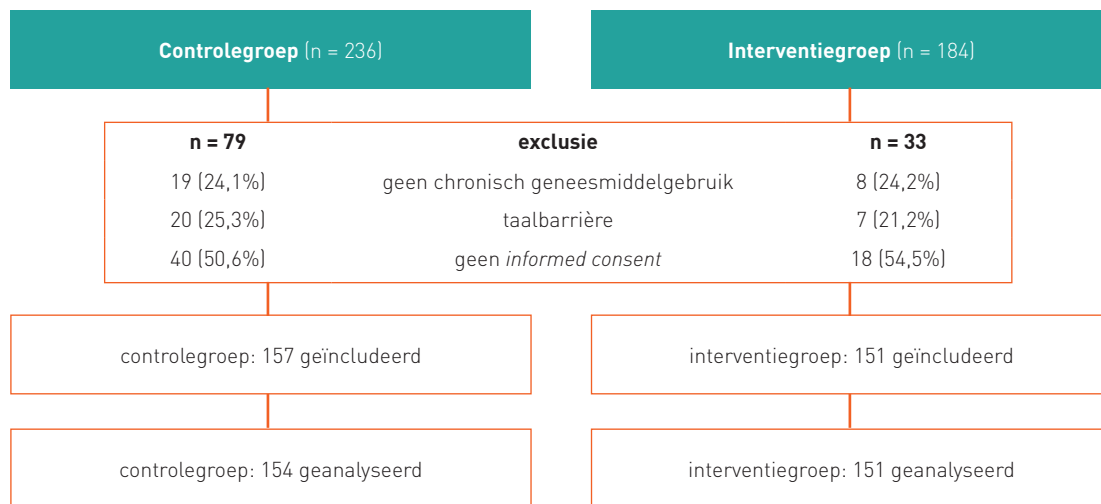 Controlegroep (n = 236)
Interventiegroep (n = 184)
n = 79 exclusie n = 33
19 (24,1%) geen chronisch geneesmiddelgebruik 8 (24,2%)
20 (25,3%) taalbarrière 7 (21,2%)
40 (50,6%) geen informed consent 18 (54,5%)
controlegroep: 157 geïncludeerd
interventiegroep: 151 geïncludeerd
controlegroep: 154 geanalyseerd
interventiegroep: 151 geanalyseerd